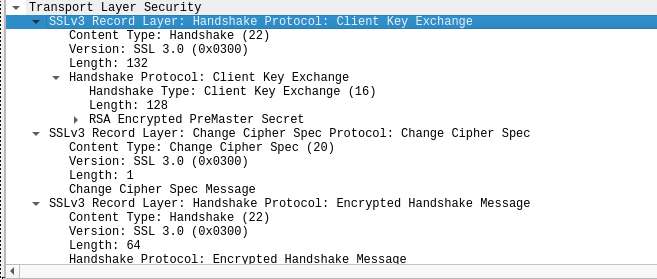 Transport Layer Security
SSLv3 Record Layer: Handshake Protocol: Client Key Exchange
Content Type: Handshake (22)
Version: SSL 3.0 (0x0300)
Length: 132
Handshake Protocol: Client Key Exchange
Handshake Type: Client Key Exchange (16)
Length: 128
RSA Encrypted PreMaster Secret
SSLv3 Record Layer: Change Cipher Spec Protocol: Change Cipher Spec
Content Type: Change Cipher Spec (20)
Version: SSL 3.0 (0x0300)
Length: 1
Change Cipher Spec Message
SSLv3 Record Layer: Handshake Protocol: Encrypted Handshake Message
Content Type: Handshake (22)
Version: SSL 3.0 (0x0300)
Length: 64
Handshake Protocol: Encrypted Handshake Message